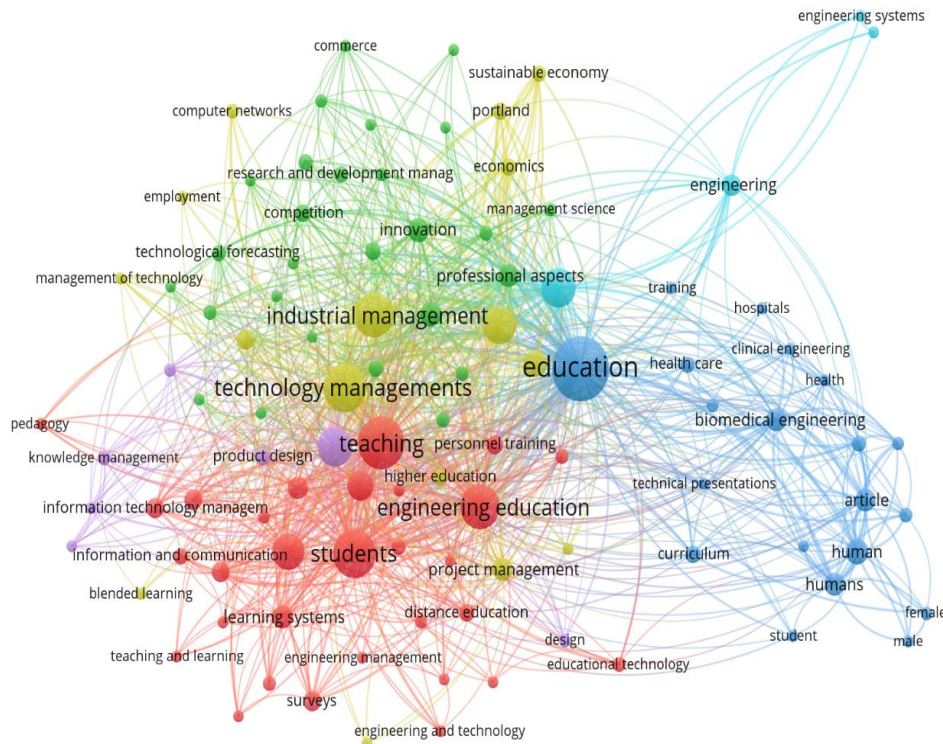 engineering systems
commerce
sustainable economy
computer networks
portland
economics
research and development manag
engineering
employment
competition
management science
innovation
technological forecasting
management of technology
professional aspects
training
hospitals
industrial management
clinical engineering
education
health care
health
technology managements
biomedical engineering
pedagogy
teaching
personnel training
knowledge management
product design
higher education
technical presentations
information technology managem
engineering education
article
information and communication
students
curriculum
human
project management
blended learning
humans
learning systems
distance education
female
student
male
design
teaching and learning
engineering management
educational technology
surveys
engineering and technology